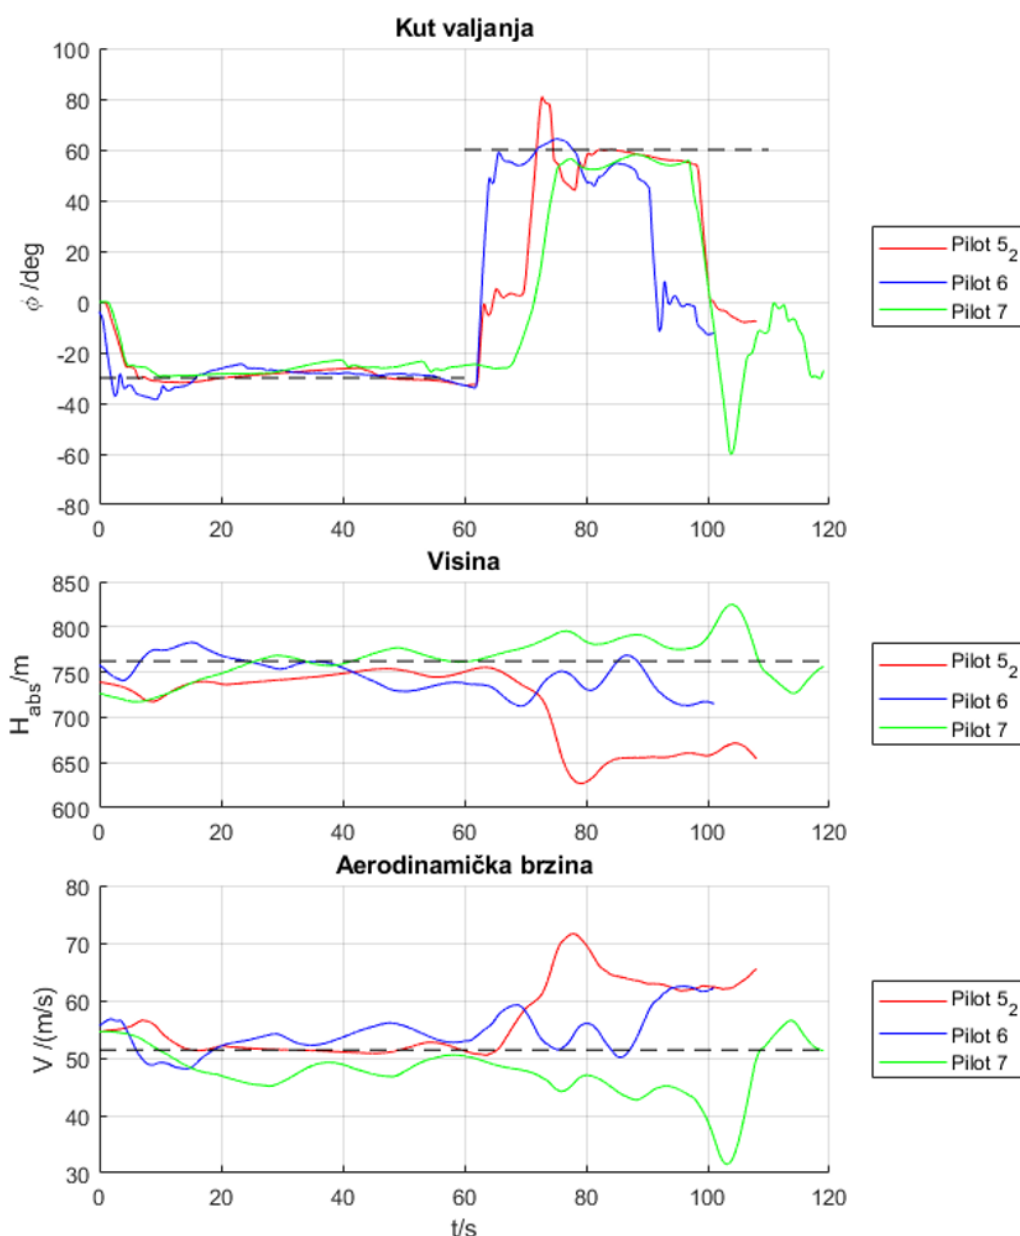 Kut valjanja
100
80
60
40
20
0
-20
-40
-60
-80
ϕ /deg
0 20 40 60 80 100 120
Pilot 5₂
Pilot 6
Pilot 7
Visina
850
800
750
700
650
600
H_abs/m
0 20 40 60 80 100 120
Pilot 5₂
Pilot 6
Pilot 7
Aerodinamička brzina
80
70
60
50
40
30
V /(m/s)
0 20 40 60 80 100 120
t/s
Pilot 5₂
Pilot 6
Pilot 7